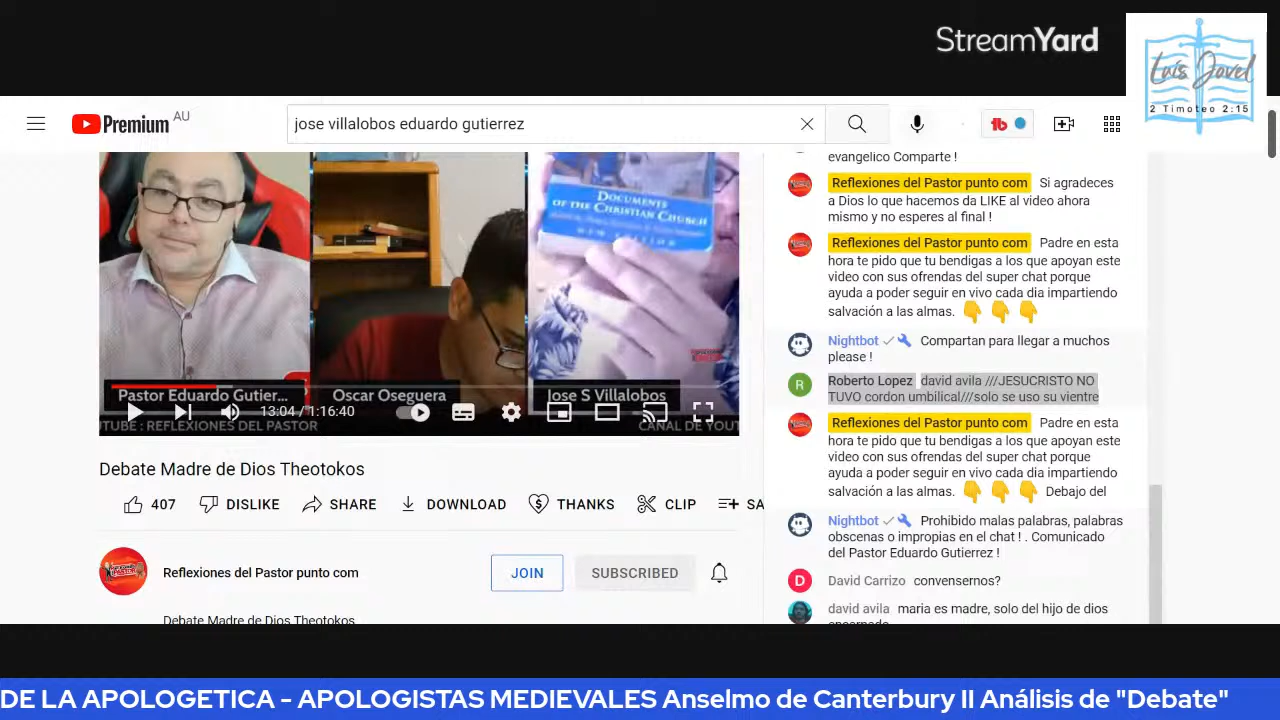 StreamYard
Luis Jovel
2 Timoteo 2:15
Premium AU
jose villalobos eduardo gutierrez
DOCUMENTS
OF THE CHRISTIAN CHURCH
Pastor Eduardo Gutier...
Oscar Oseguera
Jose S Villalobos
13:04 / 1:16:40
TUBE : REFLEXIONES DEL PASTOR
CANAL DE YOUT
Debate Madre de Dios Theotokos
407
DISLIKE
SHARE
DOWNLOAD
THANKS
CLIP
SA
Reflexiones del Pastor punto com
JOIN
SUBSCRIBED
Debate Madre de Dios Theotokos
evangelico Comparte !
Reflexiones del Pastor punto com Si agradeces
a Dios lo que hacemos da LIKE al video ahora
mismo y no esperes al final !
Reflexiones del Pastor punto com Padre en esta
hora te pido que tu bendigas a los que apoyan este
video con sus ofrendas del super chat porque
ayuda a poder seguir en vivo cada dia impartiendo
salvación a las almas. 👇 👇 👇
Nightbot Compartan para llegar a muchos
please !
R
Roberto Lopez david avila ///JESUCRISTO NO
TUVO cordon umbilical///solo se uso su vientre
Reflexiones del Pastor punto com Padre en esta
hora te pido que tu bendigas a los que apoyan este
video con sus ofrendas del super chat porque
ayuda a poder seguir en vivo cada dia impartiendo
salvación a las almas. 👇 👇 👇 Debajo del
Nightbot Prohibido malas palabras, palabras
obscenas o impropias en el chat ! . Comunicado
del Pastor Eduardo Gutierrez !
D
David Carrizo convensernos?
david avila maria es madre, solo del hijo de dios
encarnado
DE LA APOLOGETICA - APOLOGISTAS MEDIEVALES Anselmo de Canterbury II Análisis de "Debate"